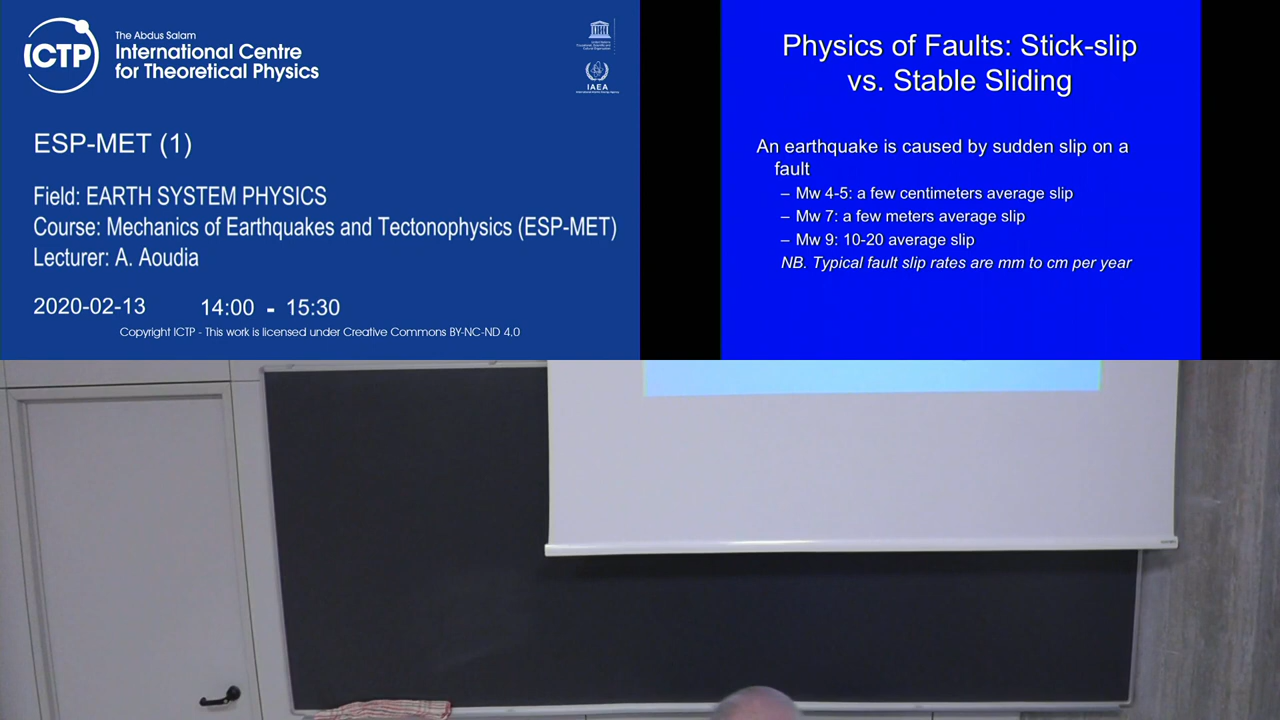 ICTP
The Abdus Salam
International Centre
for Theoretical Physics
IAEA
ESP-MET (1)
Field: EARTH SYSTEM PHYSICS
Course: Mechanics of Earthquakes and Tectonophysics (ESP-MET)
Lecturer: A. Aoudia
2020-02-13 14:00 - 15:30
Copyright ICTP - This work is licensed under Creative Commons BY-NC-ND 4.0
Physics of Faults: Stick-slip
vs. Stable Sliding
An earthquake is caused by sudden slip on a
fault
– Mw 4-5: a few centimeters average slip
– Mw 7: a few meters average slip
– Mw 9: 10-20 average slip
NB. Typical fault slip rates are mm to cm per year